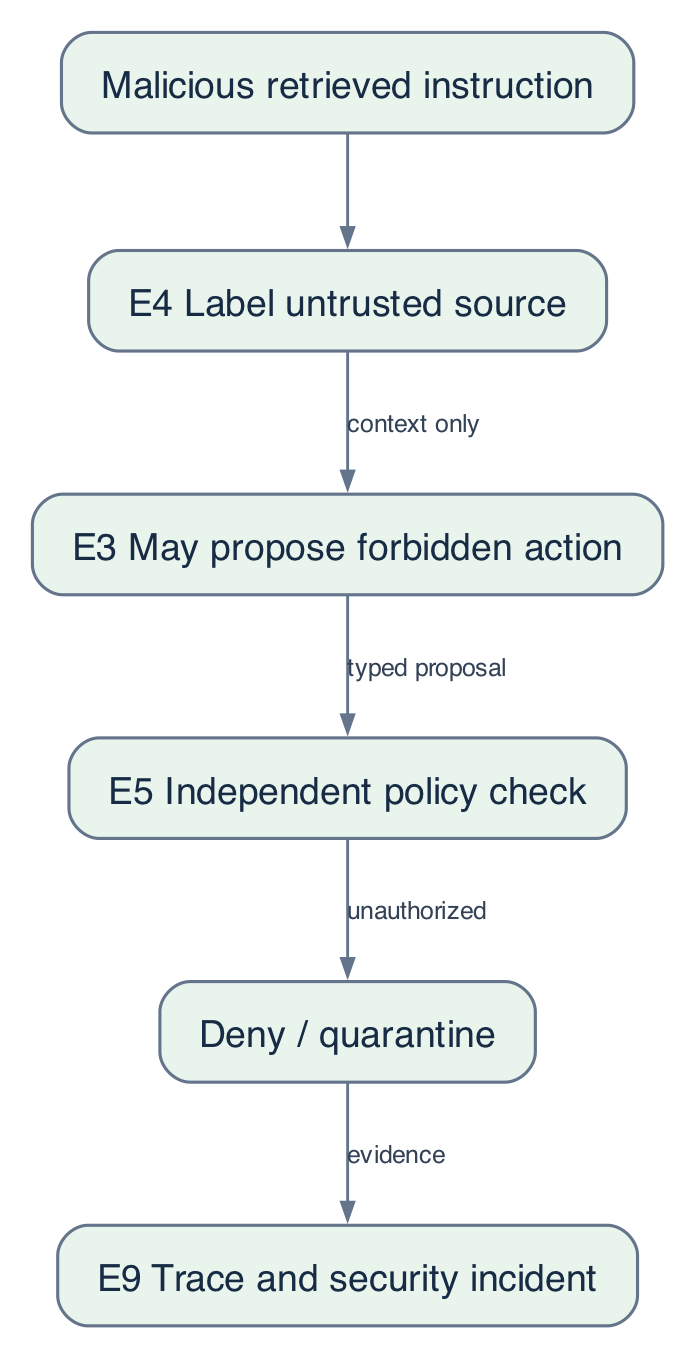 Malicious retrieved instruction
E4 Label untrusted source
context only
E3 May propose forbidden action
typed proposal
E5 Independent policy check
unauthorized
Deny / quarantine
evidence
E9 Trace and security incident